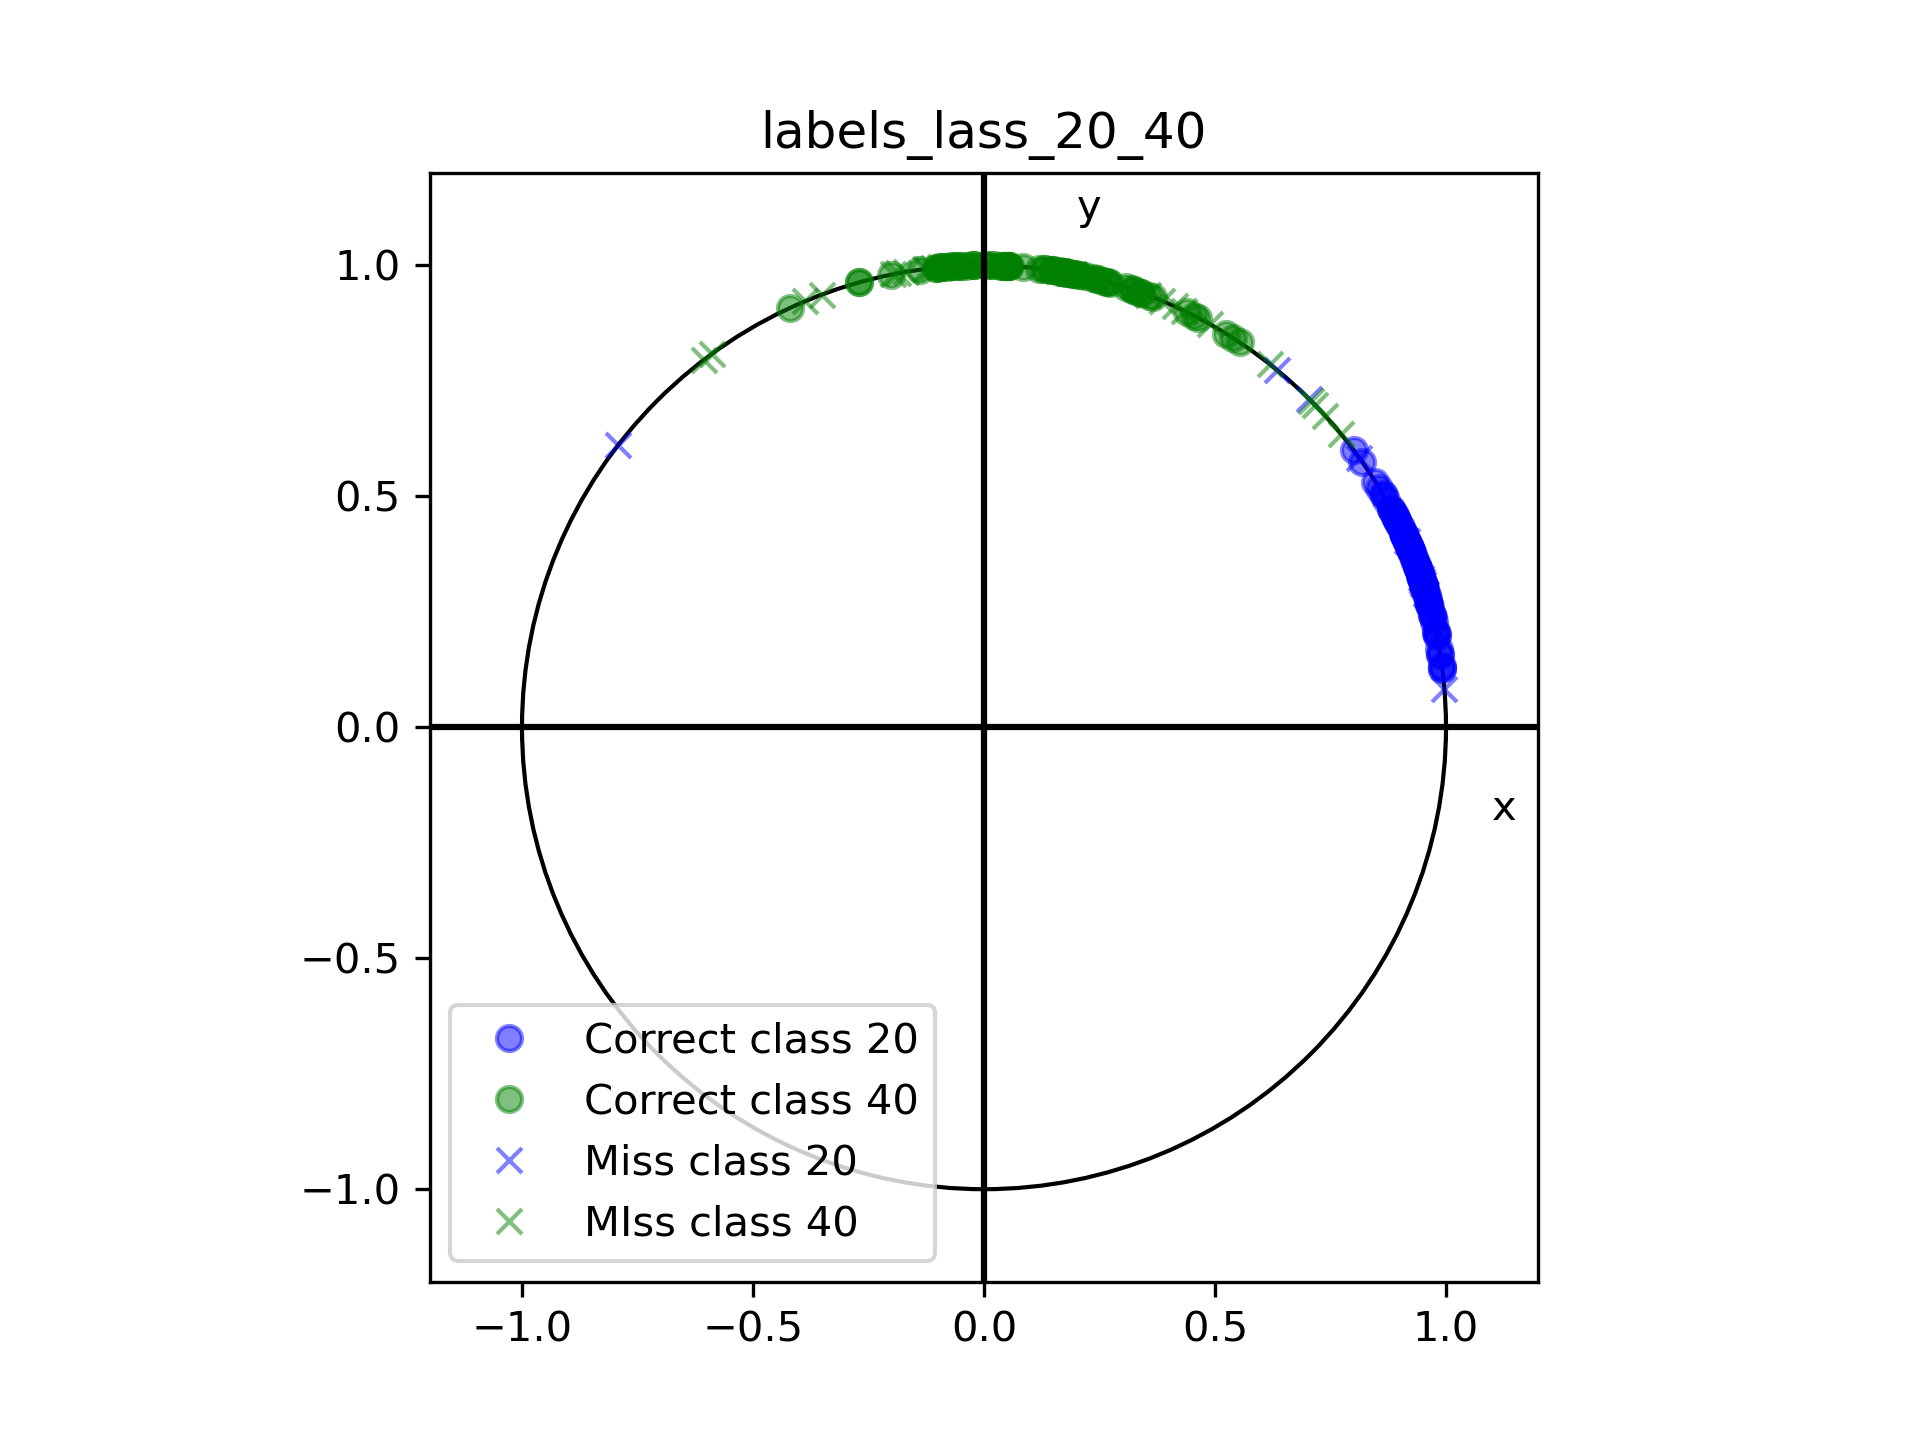 labels_lass_20_40
y
1.0
0.5
0.0
−0.5
−1.0
x
Correct class 20
Correct class 40
Miss class 20
MIss class 40
−1.0 −0.5 0.0 0.5 1.0